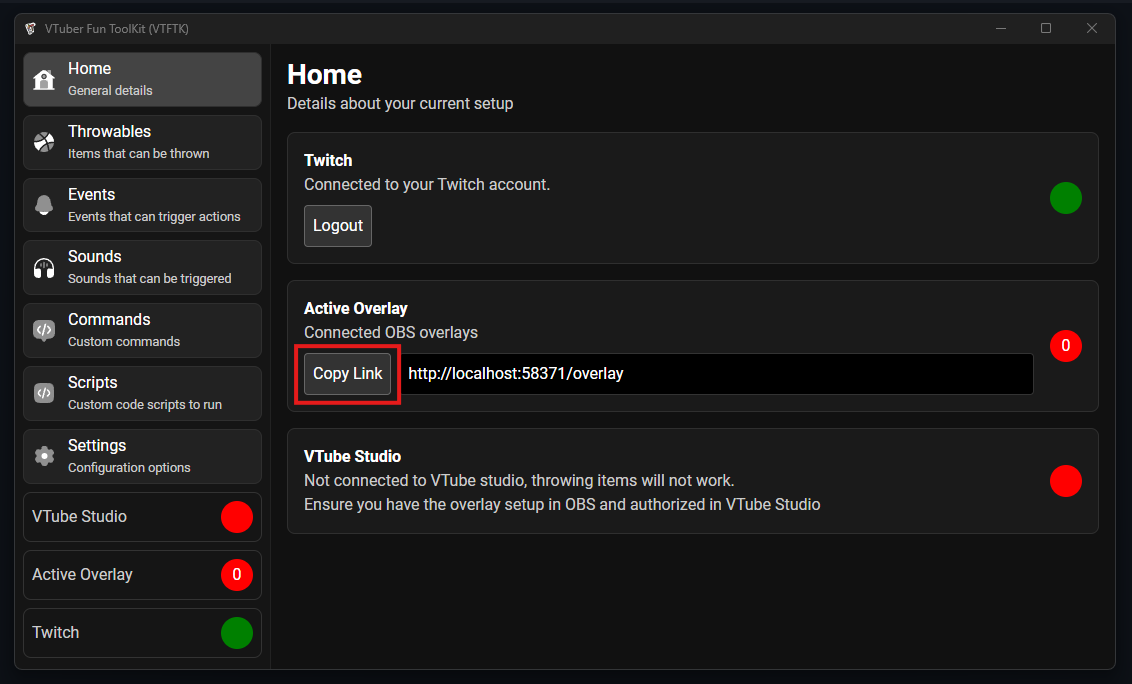 VTuber Fun ToolKit (VTFTK)
Home
General details
Throwables
Items that can be thrown
Events
Events that can trigger actions
Sounds
Sounds that can be triggered
Commands
Custom commands
Scripts
Custom code scripts to run
Settings
Configuration options
VTube Studio
Active Overlay
0
Twitch
Home
Details about your current setup
Twitch
Connected to your Twitch account.
Logout
Active Overlay
Connected OBS overlays
Copy Link
http://localhost:58371/overlay
0
VTube Studio
Not connected to VTube studio, throwing items will not work.
Ensure you have the overlay setup in OBS and authorized in VTube Studio